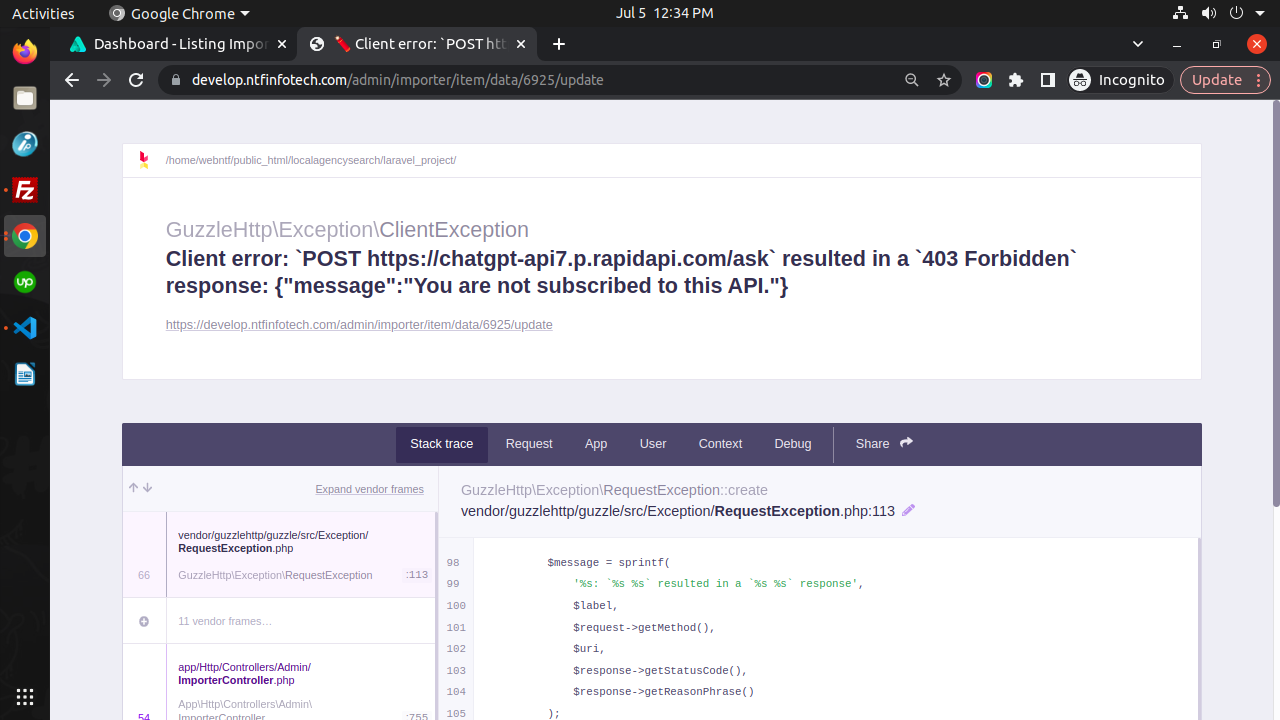 Activities
Google Chrome
Jul 5 12:34 PM
Dashboard - Listing Impor
Client error: `POST htt
develop.ntfinfotech.com/admin/importer/item/data/6925/update
Incognito
Update
/home/webntf/public_html/localagencysearch/laravel_project/
GuzzleHttp\Exception\ClientException
Client error: `POST https://chatgpt-api7.p.rapidapi.com/ask` resulted in a `403 Forbidden`
response: {"message":"You are not subscribed to this API."}
https://develop.ntfinfotech.com/admin/importer/item/data/6925/update
Stack trace
Request
App
User
Context
Debug
Share
Expand vendor frames
vendor/guzzlehttp/guzzle/src/Exception/
RequestException.php
66
GuzzleHttp\Exception\RequestException
:113
11 vendor frames…
app/Http/Controllers/Admin/
ImporterController.php
App\Http\Controllers\Admin\
54
ImporterController
:755
GuzzleHttp\Exception\RequestException::create
vendor/guzzlehttp/guzzle/src/Exception/RequestException.php:113
98 $message = sprintf(
99 '%s: `%s %s` resulted in a `%s %s` response',
100 $label,
101 $request->getMethod(),
102 $uri,
103 $response->getStatusCode(),
104 $response->getReasonPhrase()
105 );